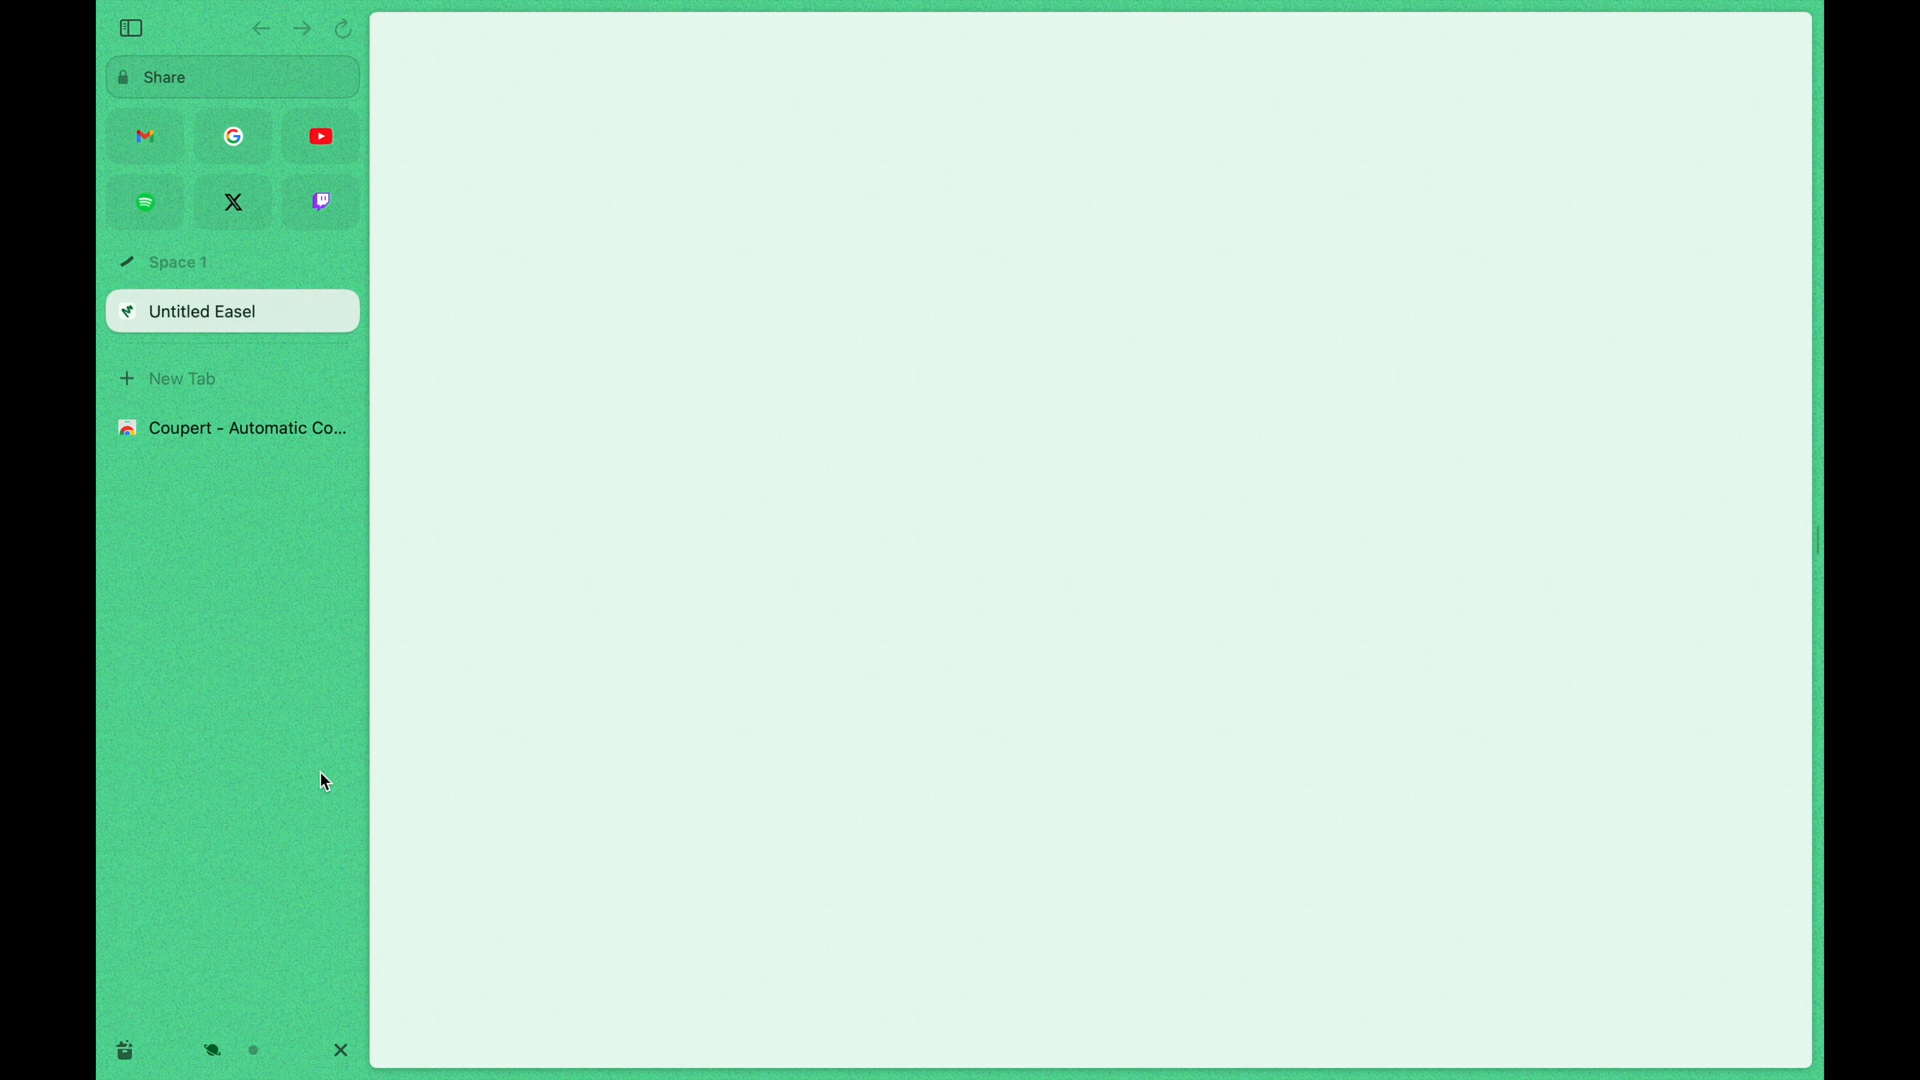 Share
Space 1
Untitled Easel
New Tab
Coupert - Automatic Co...